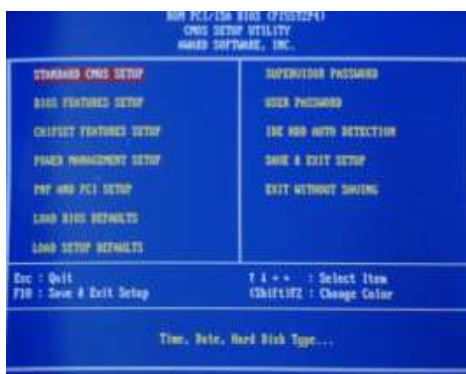 ROM PCI/ISA BIOS (PI55T2P4)
CMOS SETUP UTILITY
AWARD SOFTWARE, INC.
STANDARD CMOS SETUP
BIOS FEATURES SETUP
CHIPSET FEATURES SETUP
POWER MANAGEMENT SETUP
PNP AND PCI SETUP
LOAD BIOS DEFAULTS
LOAD SETUP DEFAULTS
SUPERVISOR PASSWORD
USER PASSWORD
IDE HDD AUTO DETECTION
SAVE & EXIT SETUP
EXIT WITHOUT SAVING
Esc : Quit
F10 : Save & Exit Setup
↑ ↓ → ← : Select Item
(Shift)F2 : Change Color
Time, Date, Hard Disk Type...